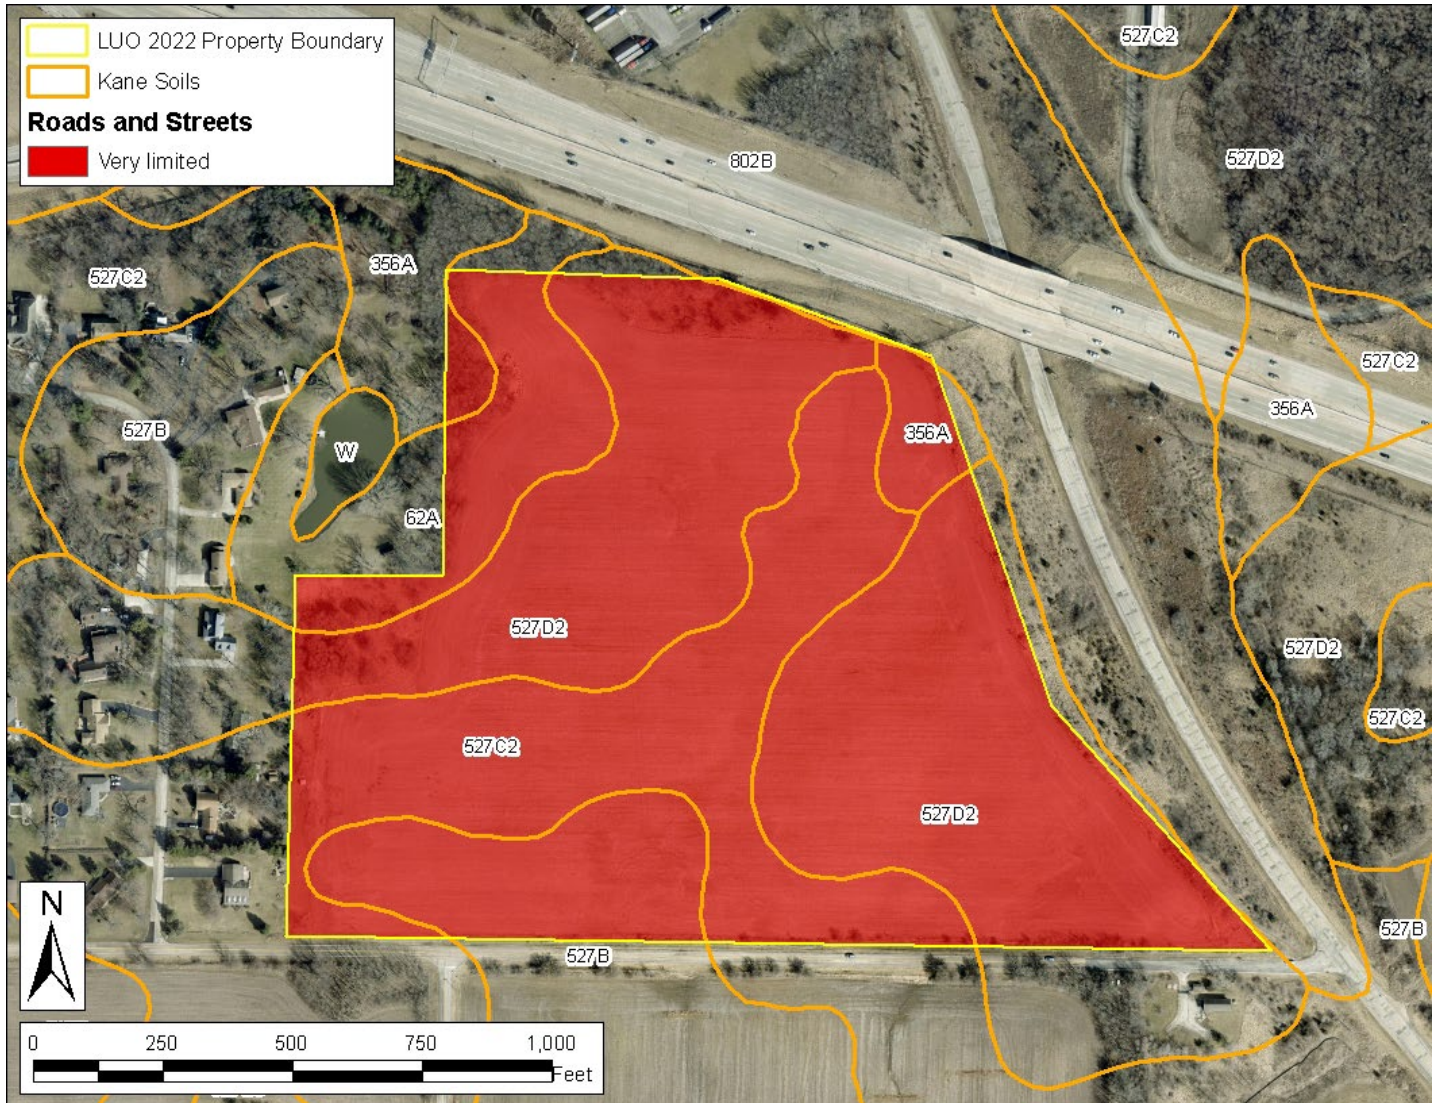 LUO 2022 Property Boundary
Kane Soils
Roads and Streets
Very limited
527C2
802B
527D2
527C2
356A
527C2
356A
527B
356A
W
62A
527D2
527D2
527C2
527C2
527D2
527B
527B
N
0 250 500 750 1,000
Feet